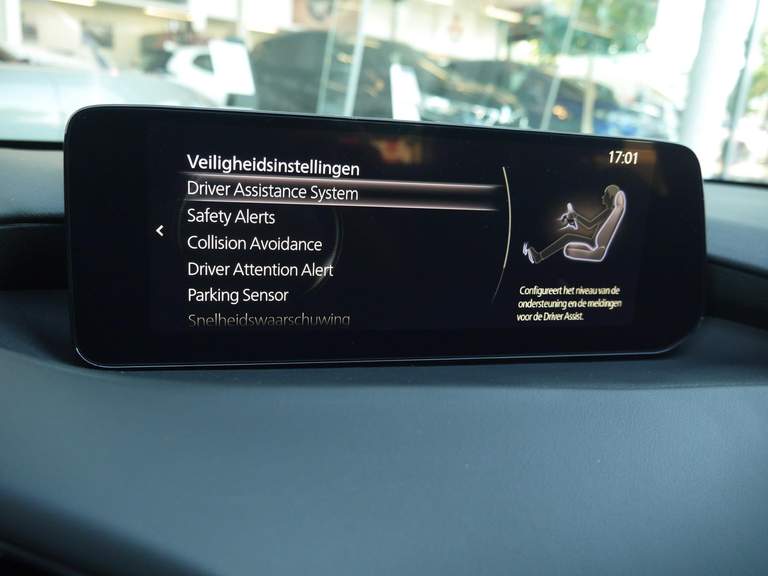 Veiligheidsinstellingen
17:01
Driver Assistance System
Safety Alerts
Collision Avoidance
Driver Attention Alert
Parking Sensor
Snelheidswaarschuwing
Configureert het niveau van de
ondersteuning en de meldingen
voor de Driver Assist.